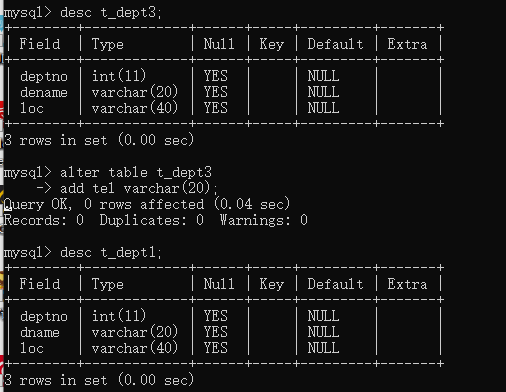 mysql> desc t_dept3;
+--------+-------------+------+-----+---------+-------+
| Field  | Type        | Null | Key | Default | Extra |
+--------+-------------+------+-----+---------+-------+
| deptno | int(11)     | YES  |     | NULL    |       |
| dename | varchar(20) | YES  |     | NULL    |       |
| loc    | varchar(40) | YES  |     | NULL    |       |
+--------+-------------+------+-----+---------+-------+
3 rows in set (0.00 sec)
mysql> alter table t_dept3
    -> add tel varchar(20);
Query OK, 0 rows affected (0.04 sec)
Records: 0  Duplicates: 0  Warnings: 0
mysql> desc t_dept1;
+--------+-------------+------+-----+---------+-------+
| Field  | Type        | Null | Key | Default | Extra |
+--------+-------------+------+-----+---------+-------+
| deptno | int(11)     | YES  |     | NULL    |       |
| dname  | varchar(20) | YES  |     | NULL    |       |
| loc    | varchar(40) | YES  |     | NULL    |       |
+--------+-------------+------+-----+---------+-------+
3 rows in set (0.00 sec)